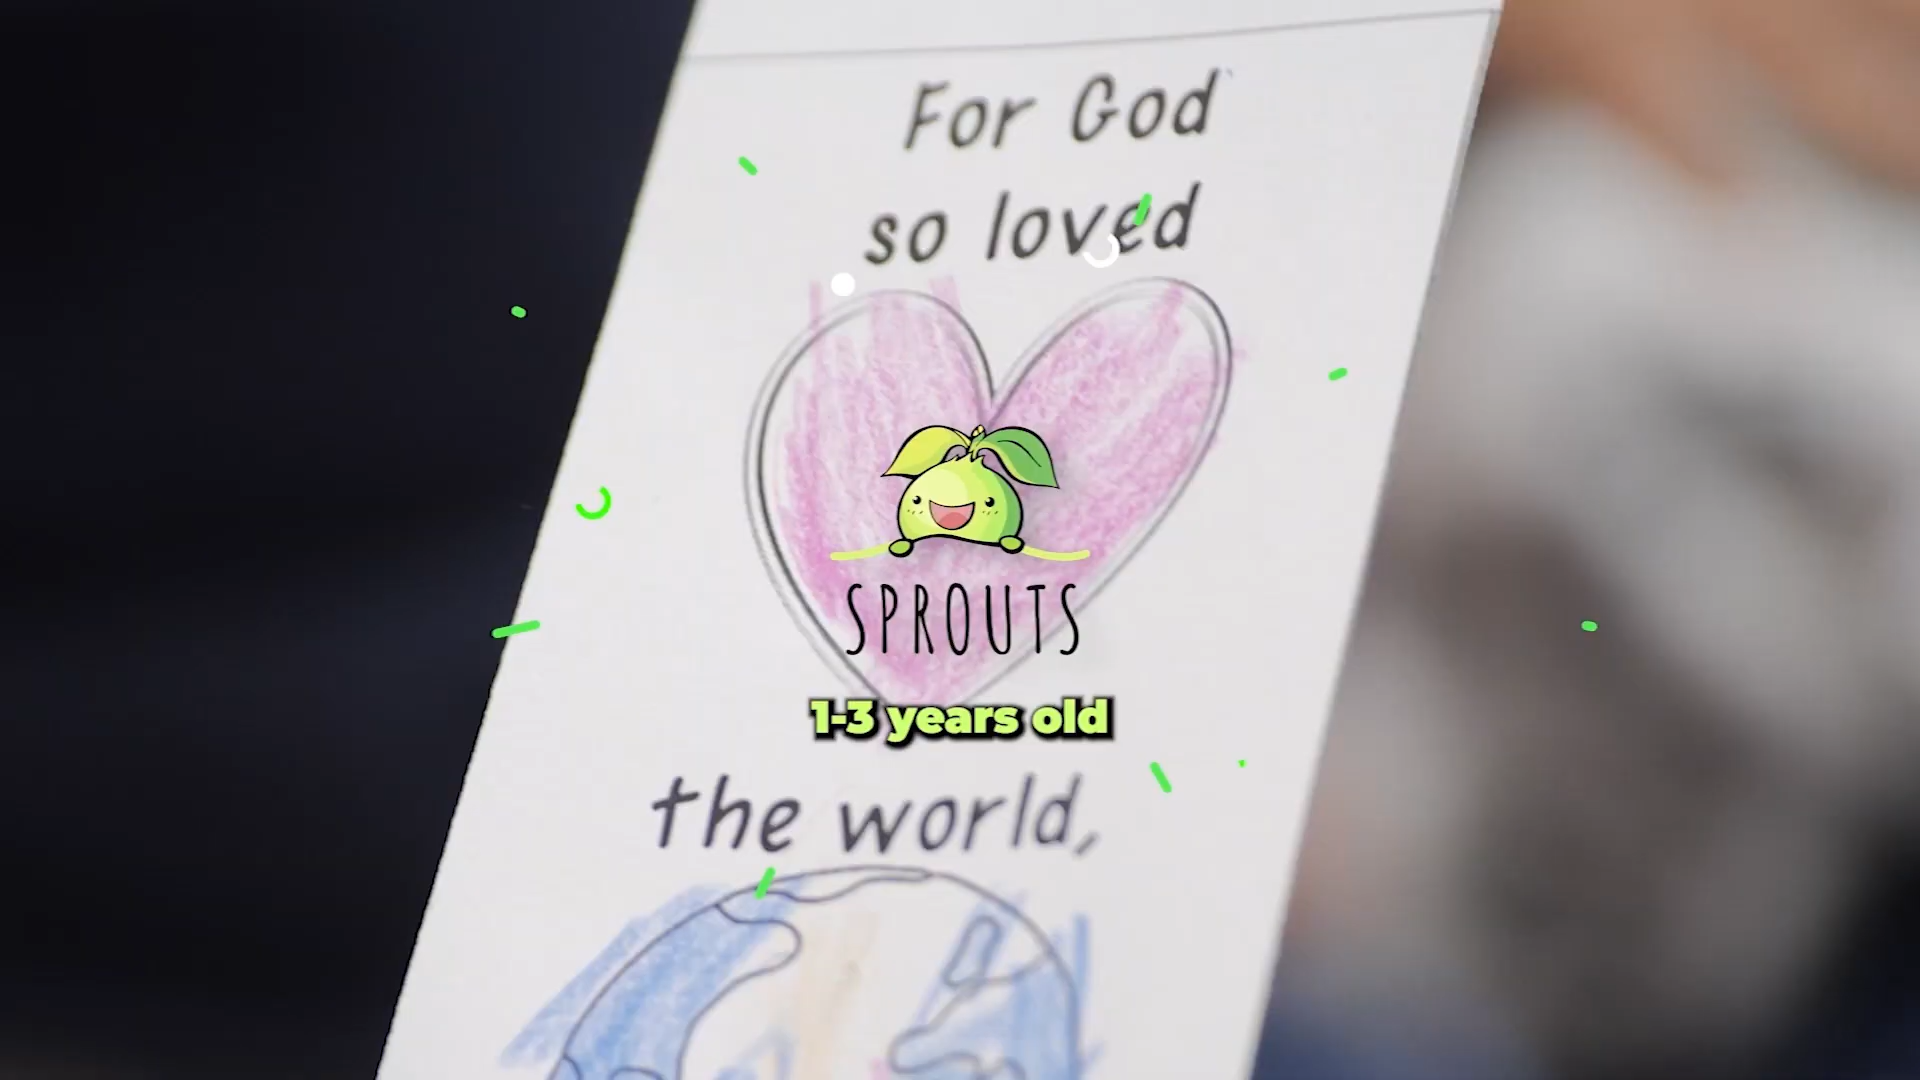 For God
so loved
SPROUTS
1-3 years old
the world,